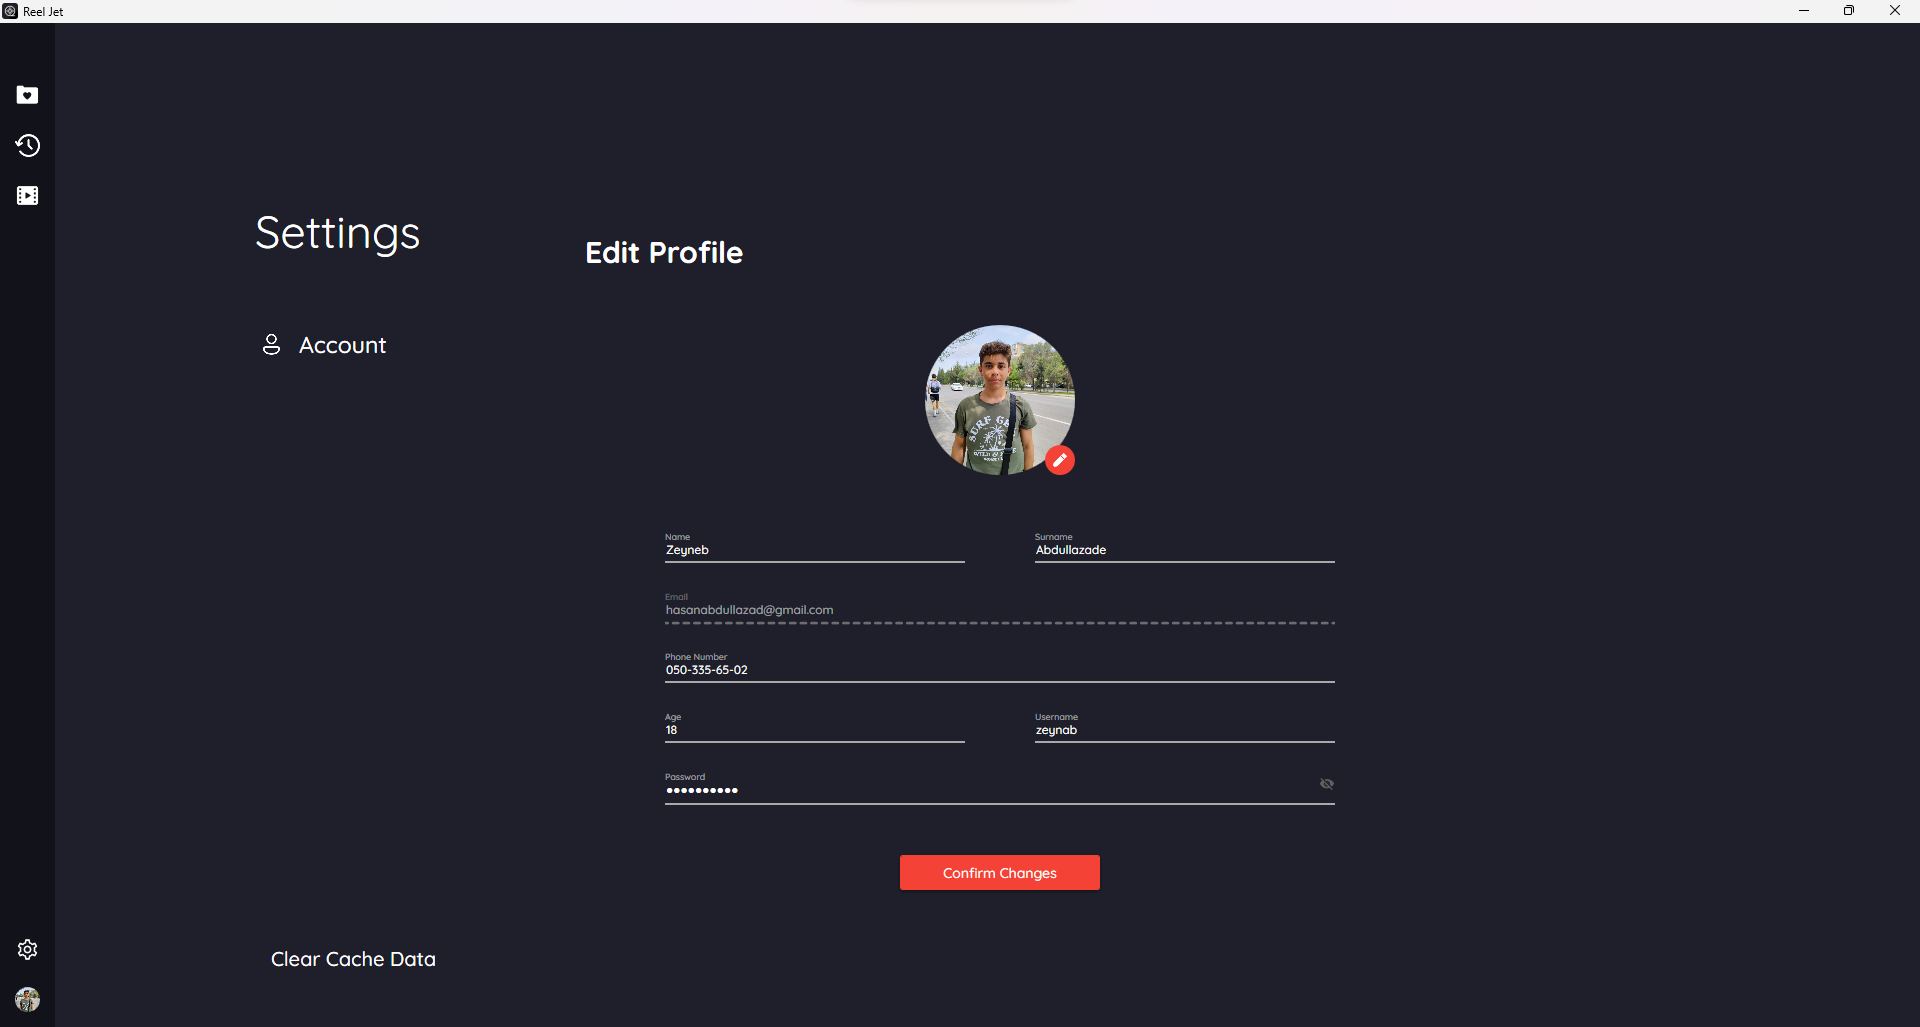 Reel Jet
Settings
Edit Profile
Account
SURF
Name
Zeyneb
Surname
Abdullazade
Email
hasanabdullazad@gmail.com
Phone Number
050-335-65-02
Age
18
Username
zeynab
Password
Confirm Changes
Clear Cache Data